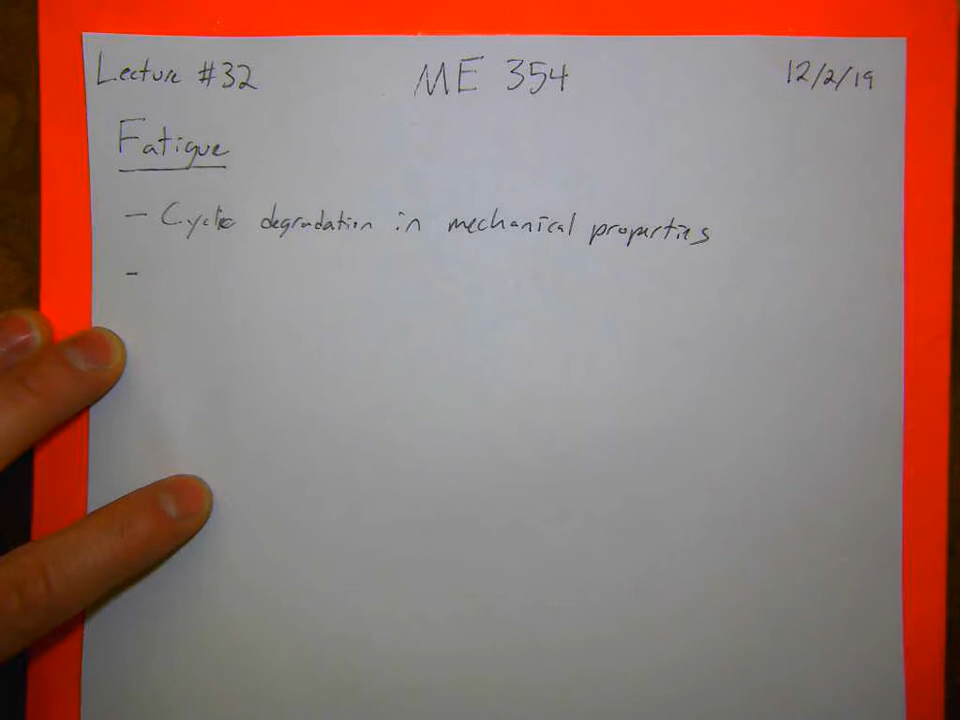 Lecture #32 ME 354 12/2/19
Fatigue
- Cyclic degradation in mechanical properties
-